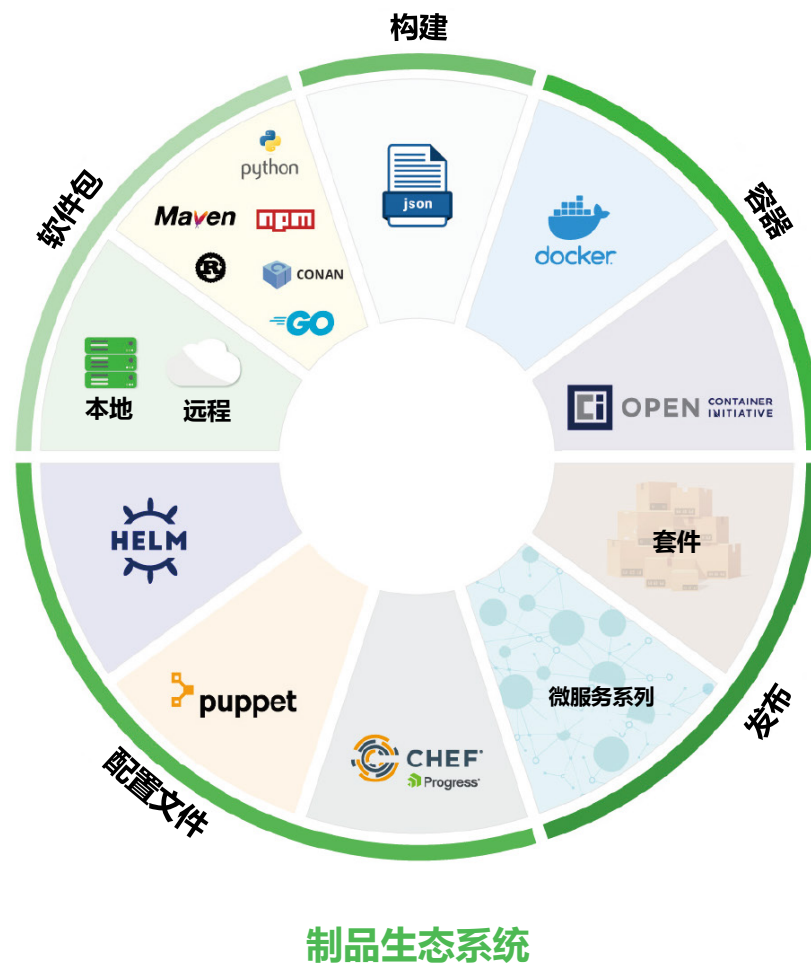 构建
容器
软件包
python
Maven
npm
R
CONAN
GO
json
docker
本地
远程
Ci OPEN CONTAINER INITIATIVE
HELM
套件
puppet
CHEF
Progress
微服务系列
发布
配置文件
制品生态系统